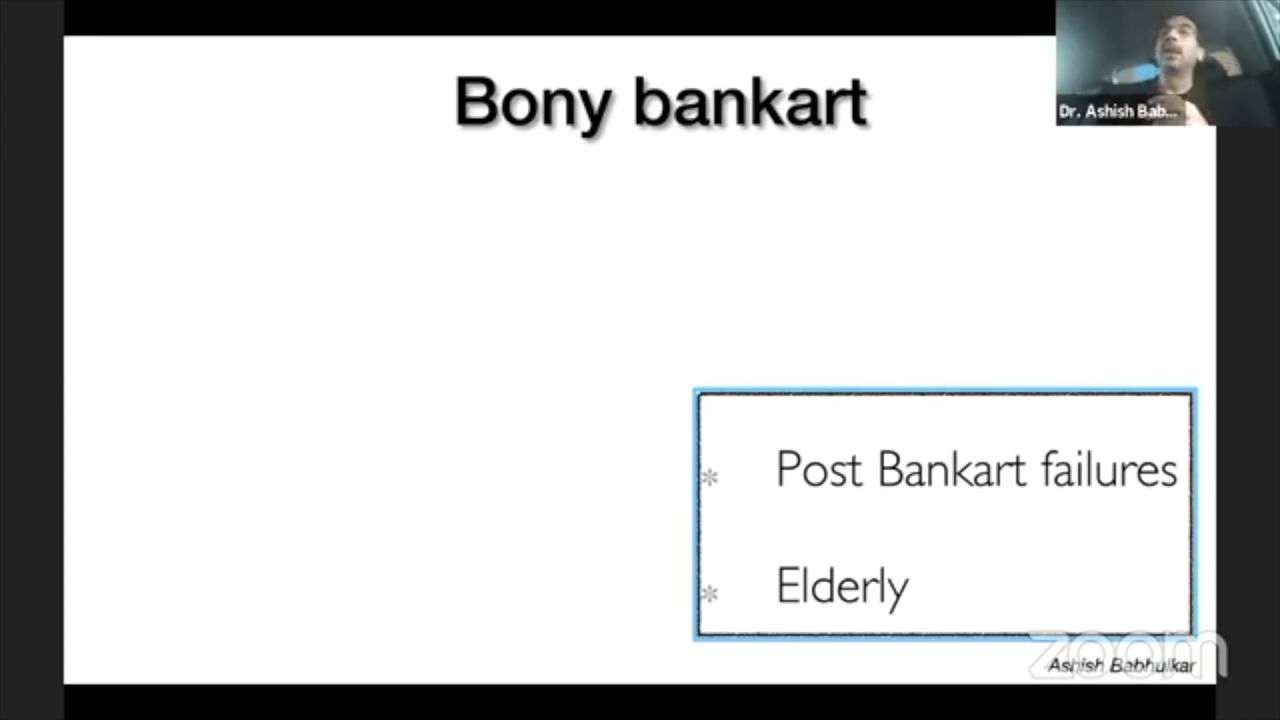 Bony bankart
Dr. Ashish Bab...
* Post Bankart failures
* Elderly
zoom
Ashish Babhulkar